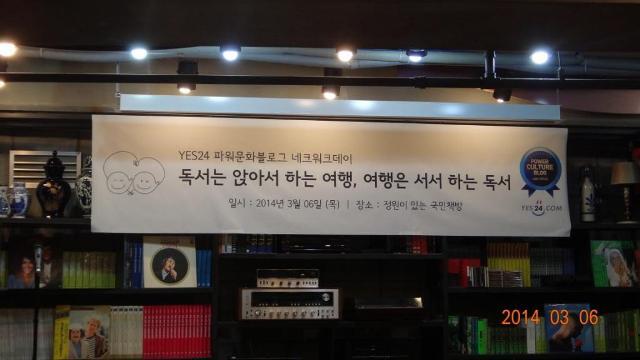 YES24 파워문화블로그 네크워크데이
독서는 앉아서 하는 여행, 여행은 서서 하는 독서
일시 : 2014년 3월 06일 (목) | 장소 : 정원이 있는 국민책방
POWER
CULTURE
BLOG
YES24.COM
2014 03 06